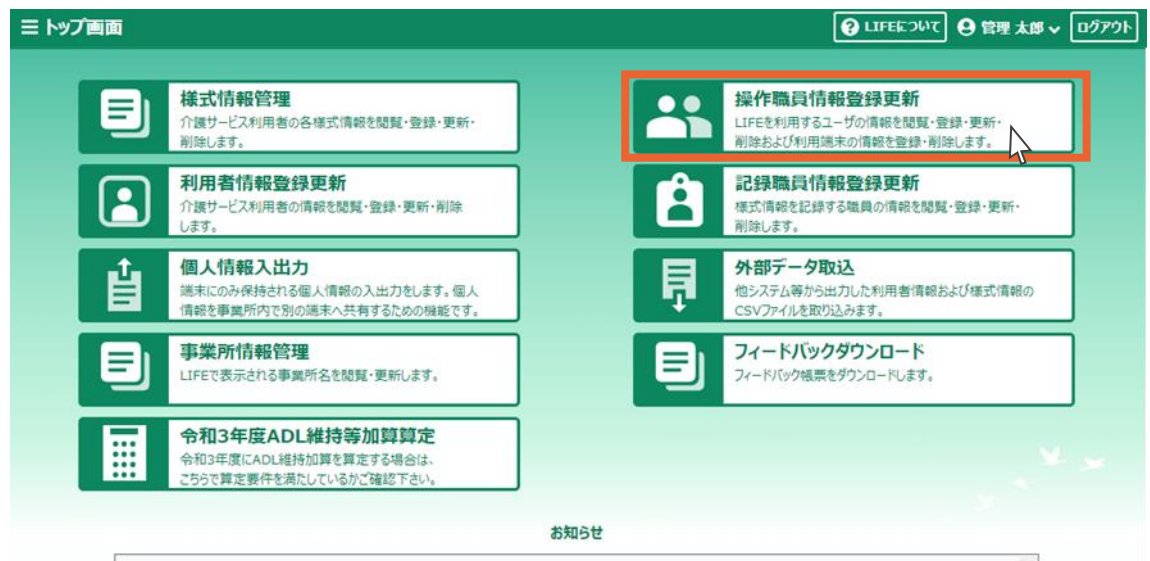 トップ画面
LIFEについて
管理 太郎
ログアウト
様式情報管理
介護サービス利用者の各様式情報を閲覧・登録・更新・
削除します。
操作職員情報登録更新
LIFEを利用するユーザの情報を閲覧・登録・更新・
削除および利用端末の情報を登録・削除します。
利用者情報登録更新
介護サービス利用者の情報を閲覧・登録・更新・削除
します。
記録職員情報登録更新
様式情報を記録する職員の情報を閲覧・登録・更新・
削除します。
個人情報入出力
端末にのみ保持される個人情報の入出力をします。個人
情報を事業所内で別の端末へ共有するための機能です。
外部データ取込
他システム等から出力した利用者情報および様式情報の
CSVファイルを取り込みます。
事業所情報管理
LIFEで表示される事業所名を閲覧・更新します。
フィードバックダウンロード
フィードバック帳票をダウンロードします。
令和3年度ADL維持等加算算定
令和3年度にADL維持加算を算定する場合は、
こちらで算定要件を満たしているかご確認下さい。
お知らせ